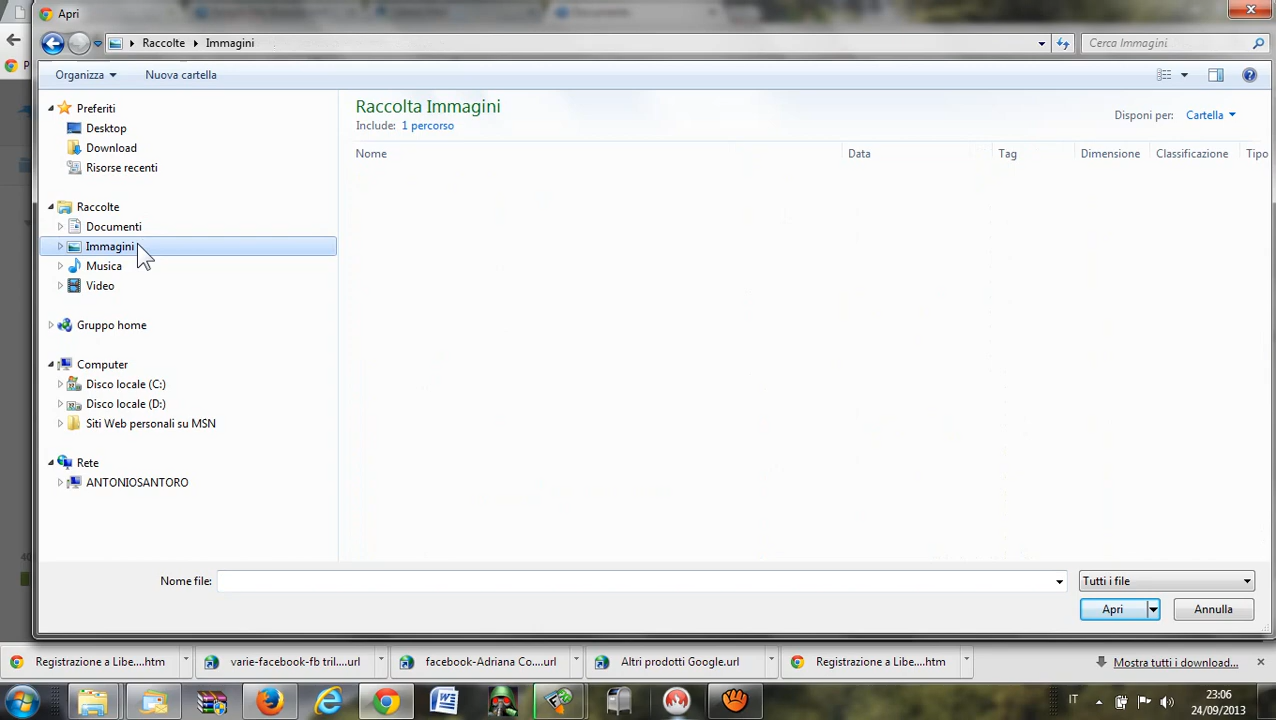 Apri
Raccolte Immagini
Cerca Immagini
Organizza Nuova cartella
Preferiti
Desktop
Download
Risorse recenti
Raccolte
Documenti
Immagini
Musica
Video
Gruppo home
Computer
Disco locale (C:)
Disco locale (D:)
Siti Web personali su MSN
Rete
ANTONIOSANTORO
Raccolta Immagini
Include: 1 percorso
Disponi per: Cartella
Nome Data Tag Dimensione Classificazione Tipo
Nome file:
Tutti i file
Apri Annulla
Registrazione a Libe....htm varie-facebook-fb tril....url facebook-Adriana Co....url Altri prodotti Google.url Registrazione a Libe....htm Mostra tutti i download...
IT
23:06
24/09/2013